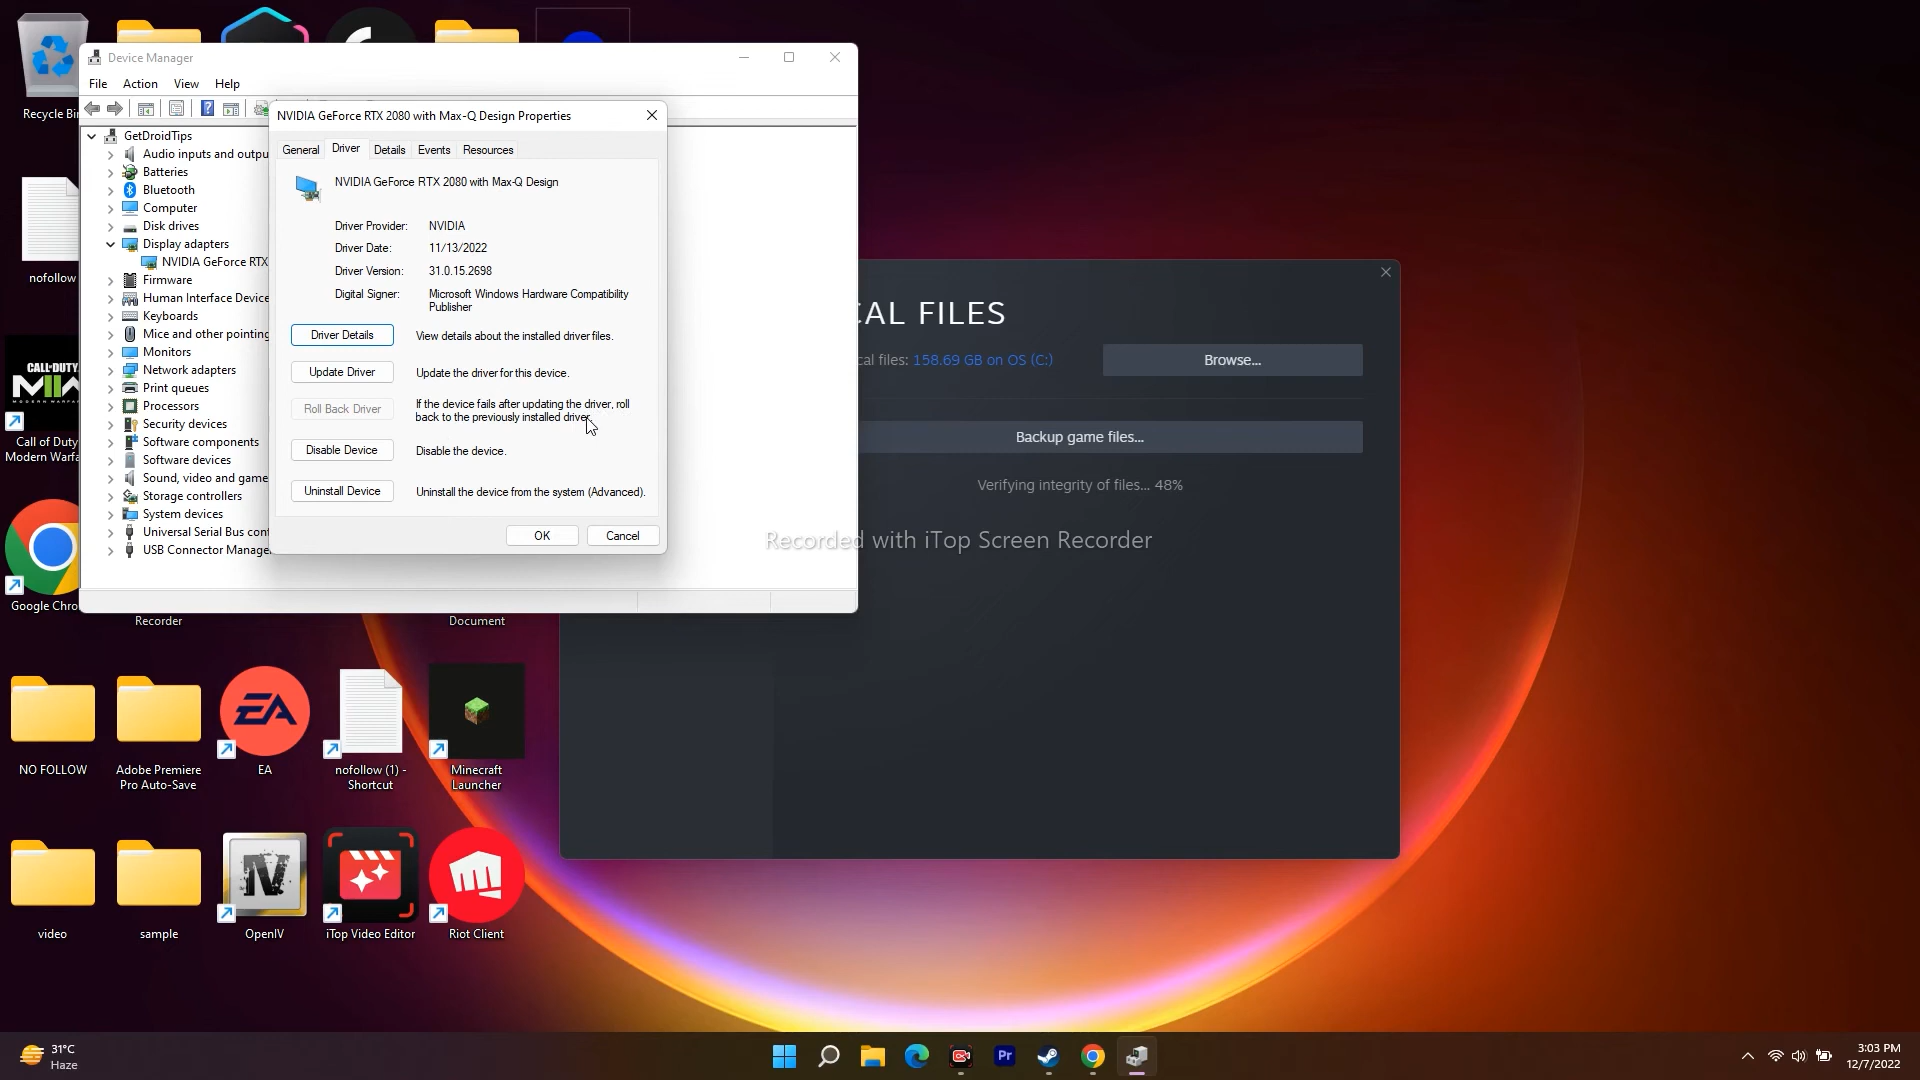 Recycle Bin
nofollow
CALL·DUTY
MODERN WARFARE
Call of Duty
Modern Warfa
Google Chro
Device Manager
File Action View Help
GetDroidTips
Audio inputs and outpu
Batteries
Bluetooth
Computer
Disk drives
Display adapters
NVIDIA GeForce RTX
Firmware
Human Interface Device
Keyboards
Mice and other pointing
Monitors
Network adapters
Print queues
Processors
Security devices
Software components
Software devices
Sound, video and game
Storage controllers
System devices
Universal Serial Bus cont
USB Connector Manage
NVIDIA GeForce RTX 2080 with Max-Q Design Properties
General Driver Details Events Resources
NVIDIA GeForce RTX 2080 with Max-Q Design
Driver Provider: NVIDIA
Driver Date: 11/13/2022
Driver Version: 31.0.15.2698
Digital Signer: Microsoft Windows Hardware Compatibility
Publisher
Driver Details View details about the installed driver files.
Update Driver Update the driver for this device.
Roll Back Driver If the device fails after updating the driver, roll
back to the previously installed driver.
Disable Device Disable the device.
Uninstall Device Uninstall the device from the system (Advanced).
OK Cancel
CAL FILES
cal files: 158.69 GB on OS (C:) Browse...
Backup game files...
Verifying integrity of files... 48%
Recorded with iTop Screen Recorder
Recorder
Document
NO FOLLOW
Adobe Premiere
Pro Auto-Save
EA
EA
nofollow (1) -
Shortcut
Minecraft
Launcher
video
sample
IV
OpenIV
iTop Video Editor
Riot Client
31°C
Haze
Pr
3:03 PM
12/7/2022